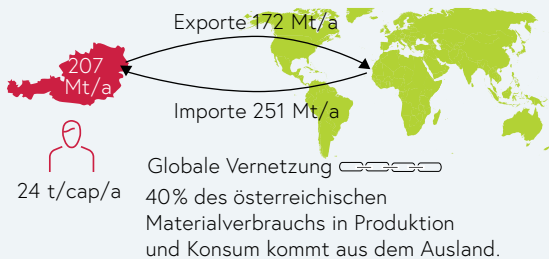 Exporte 172 Mt/a
207
Mt/a
Importe 251 Mt/a
24 t/cap/a
Globale Vernetzung
40% des österreichischen
Materialverbrauchs in Produktion
und Konsum kommt aus dem Ausland.